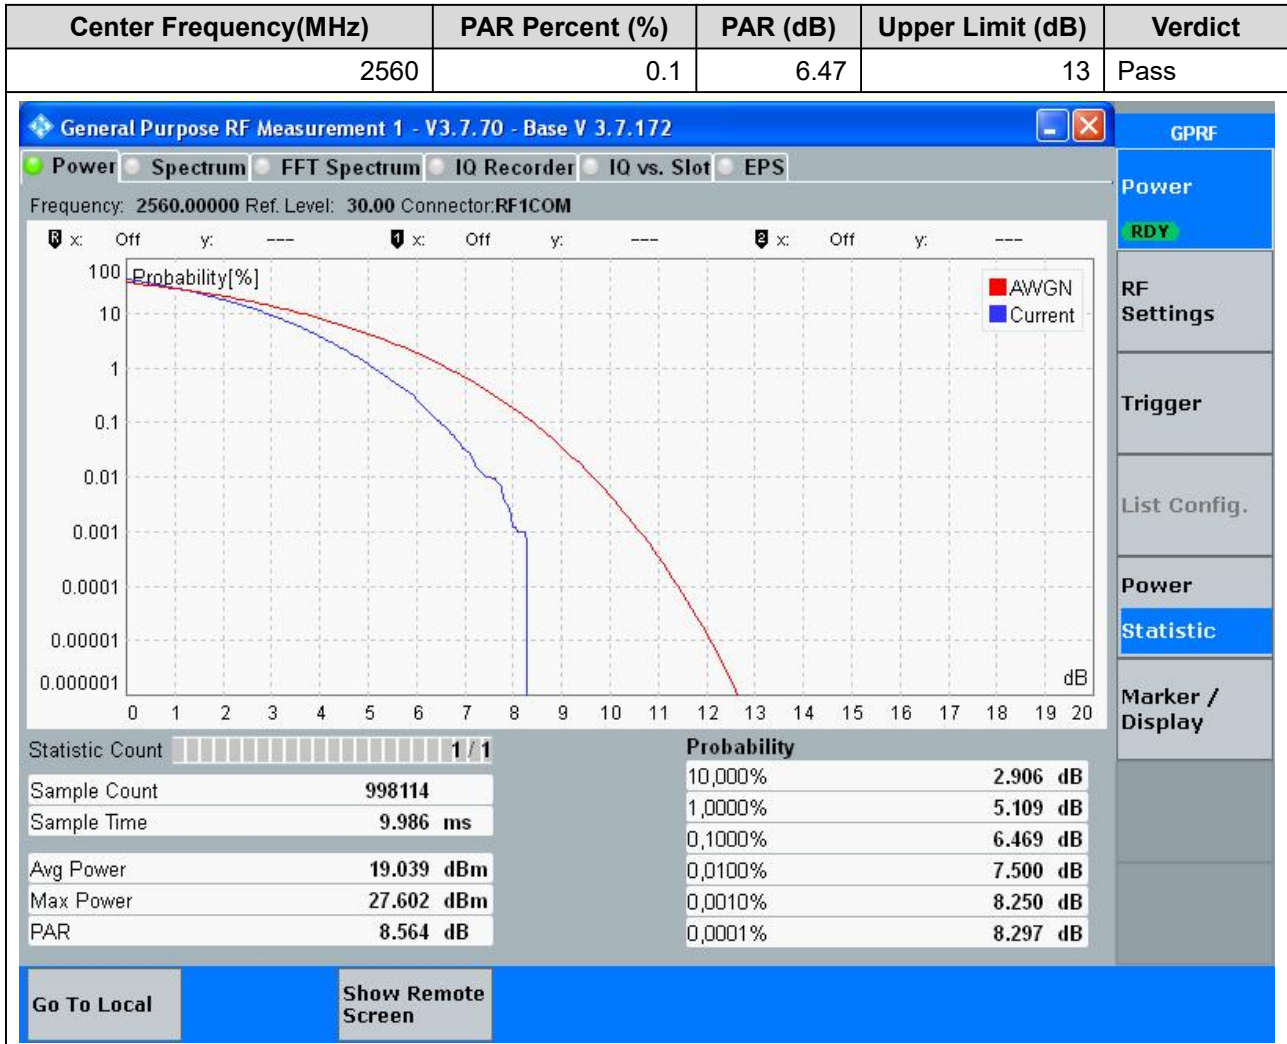 Center Frequency(MHz) PAR Percent (%) PAR (dB) Upper Limit (dB) Verdict
2560 0.1 6.47 13 Pass
General Purpose RF Measurement 1 - V3.7.70 - Base V 3.7.172
GPRF
Power Spectrum FFT Spectrum IQ Recorder IQ vs. Slot EPS
Frequency: 2560.00000 Ref. Level: 30.00 Connector:RF1COM
R x: Off y: --- 1 x: Off y: --- 2 x: Off y: ---
Probability[%]
AWGN
Current
100
10
1
0.1
0.01
0.001
0.0001
0.00001
0.000001
dB
0 1 2 3 4 5 6 7 8 9 10 11 12 13 14 15 16 17 18 19 20
Statistic Count 1 / 1
Sample Count 998114
Sample Time 9.986 ms
Avg Power 19.039 dBm
Max Power 27.602 dBm
PAR 8.564 dB
Probability
10,000% 2.906 dB
1,0000% 5.109 dB
0,1000% 6.469 dB
0,0100% 7.500 dB
0,0010% 8.250 dB
0,0001% 8.297 dB
Power
RDY
RF
Settings
Trigger
List Config.
Power
Statistic
Marker /
Display
Go To Local
Show Remote
Screen